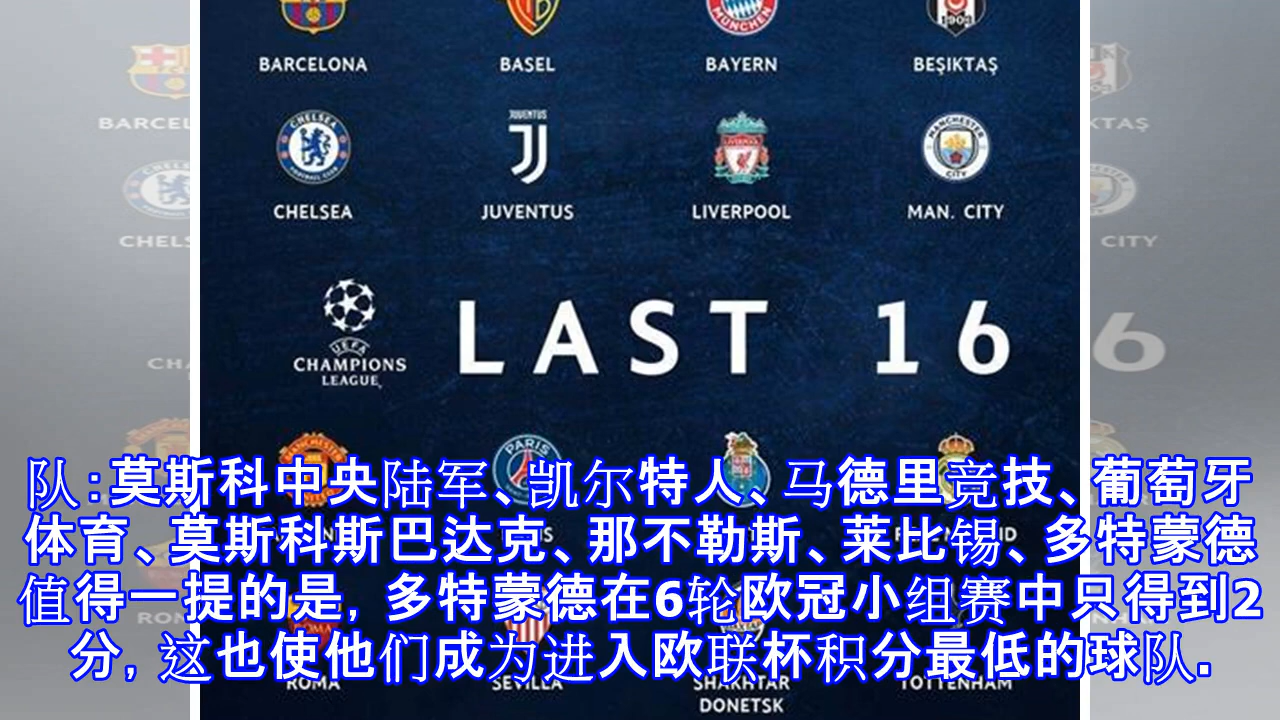 BARCELONA BASEL BAYERN BEŞIKTAŞ
CHELSEA JUVENTUS LIVERPOOL MAN. CITY
UEFA
CHAMPIONS
LEAGUE
LAST 16
队:莫斯科中央陆军、凯尔特人、马德里竞技、葡萄牙
体育、莫斯科斯巴达克、那不勒斯、莱比锡、多特蒙德
值得一提的是, 多特蒙德在6轮欧冠小组赛中只得到2
分, 这也使他们成为进入欧联杯积分最低的球队.
ROMA SEVILLA SHAKHTAR DONETSK TOTTENHAM